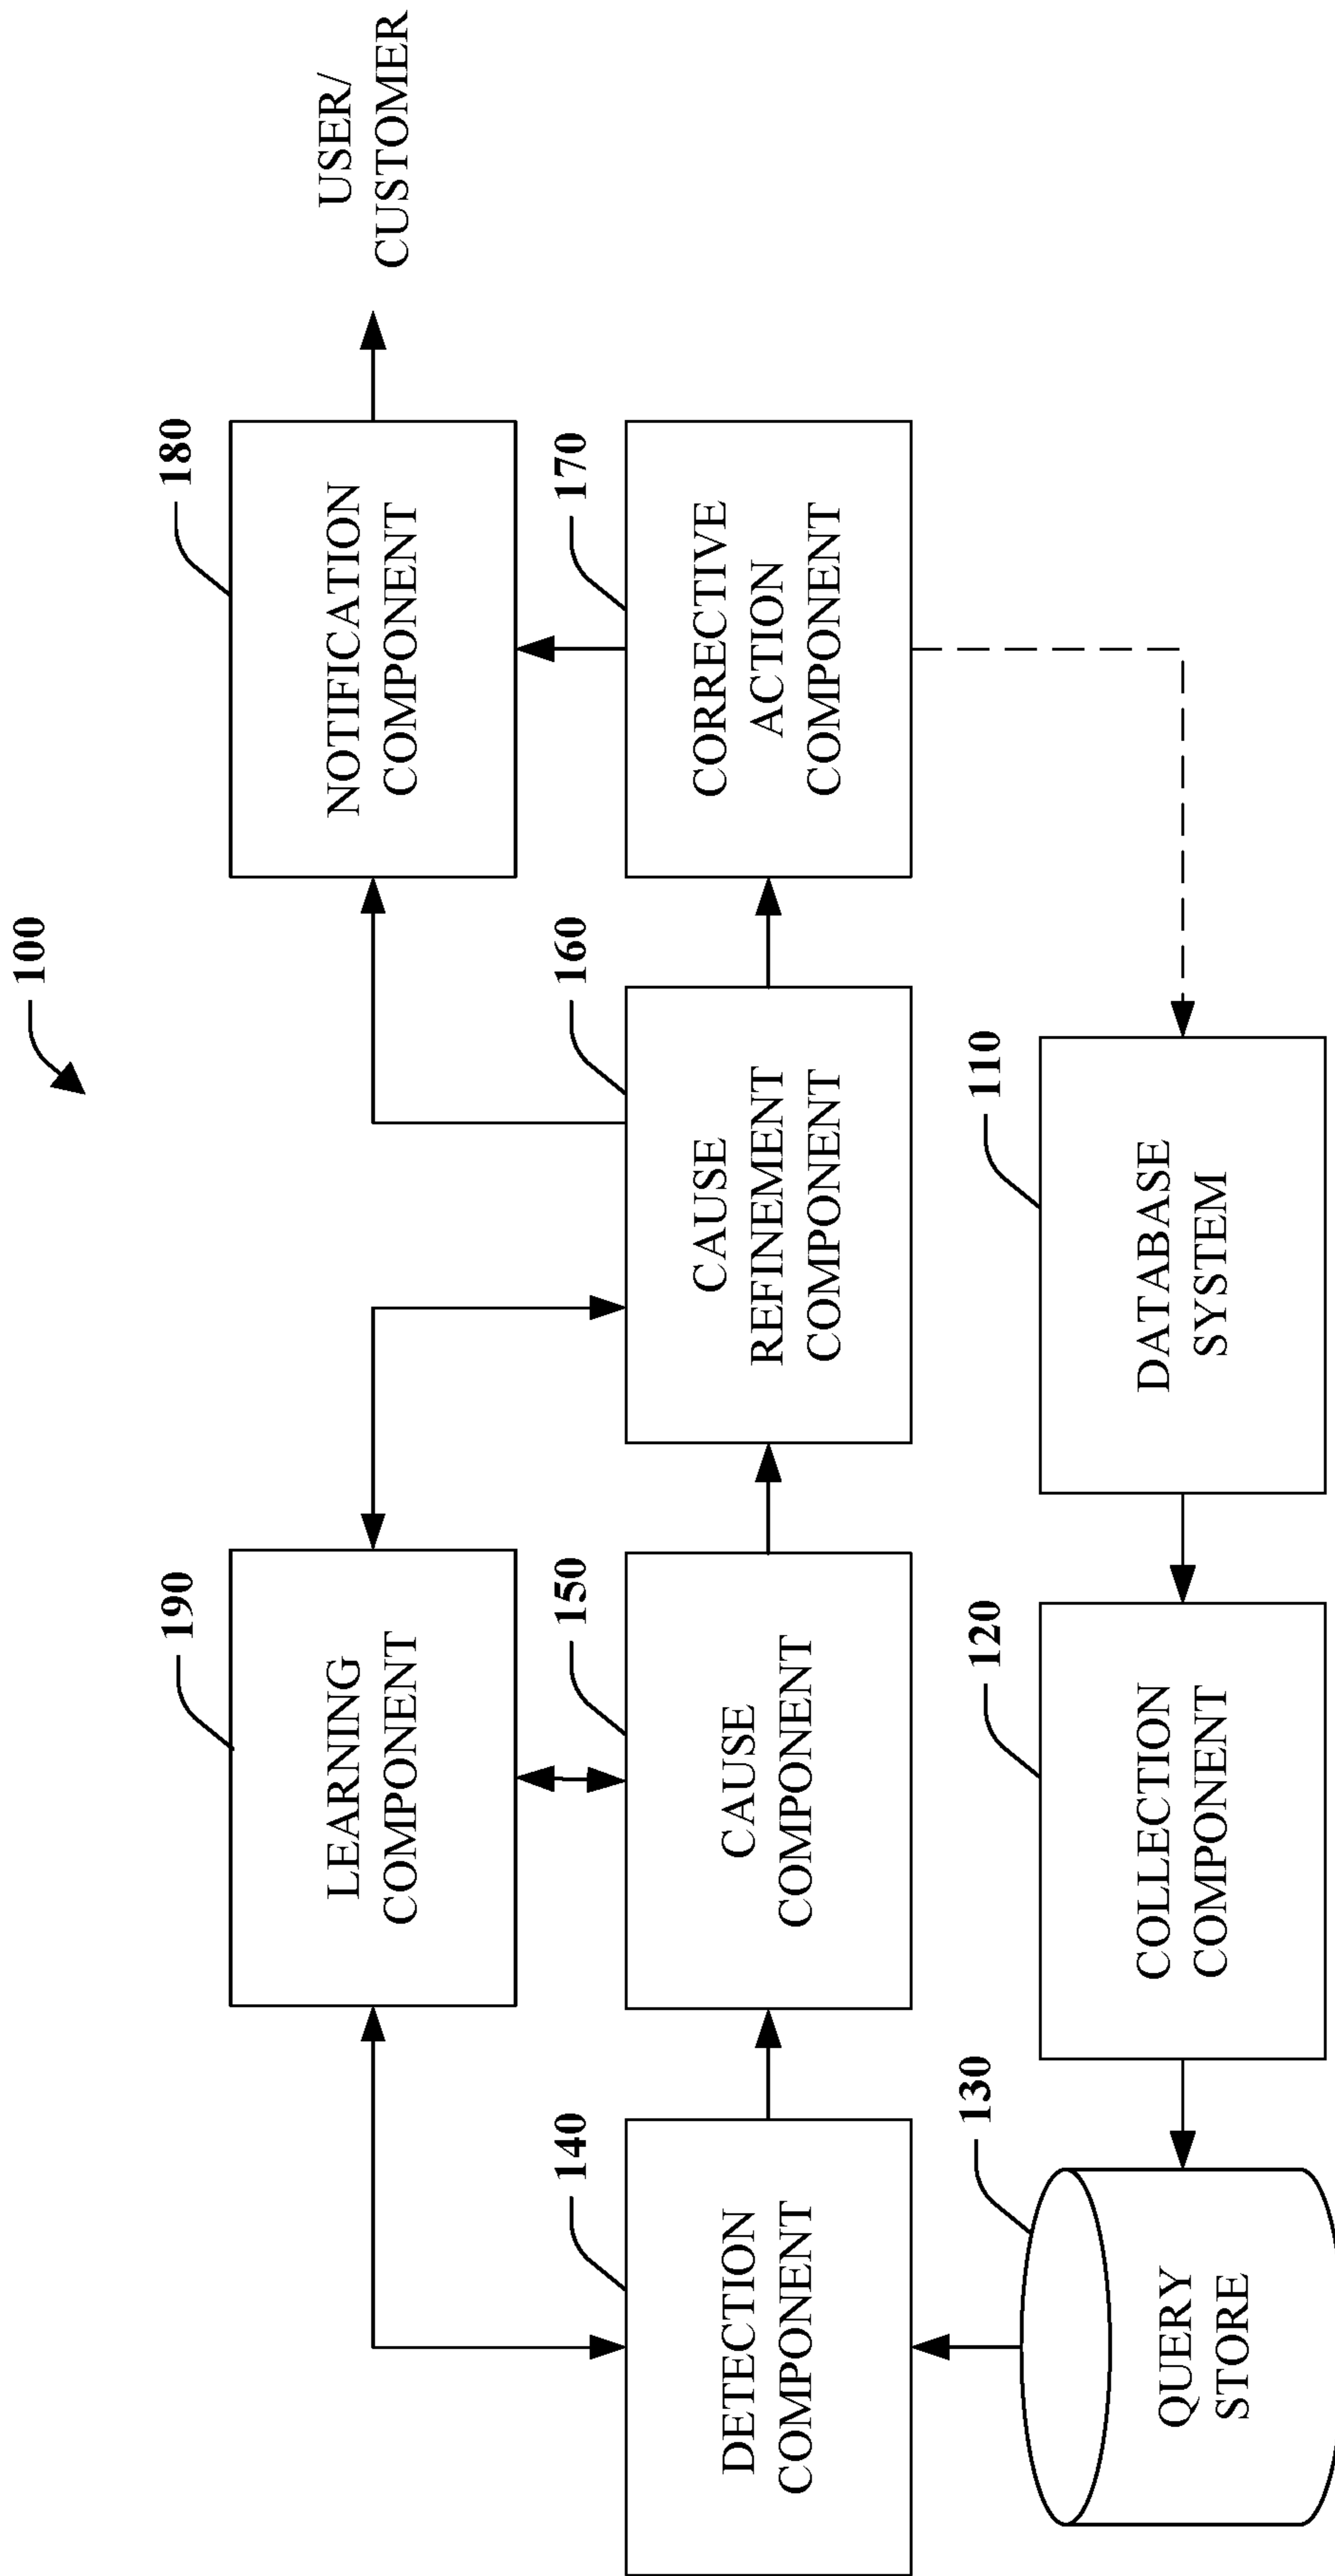 100
USER/
CUSTOMER
190
LEARNING
COMPONENT
180
NOTIFICATION
COMPONENT
140
DETECTION
COMPONENT
150
CAUSE
COMPONENT
160
CAUSE
REFINEMENT
COMPONENT
170
CORRECTIVE
ACTION
COMPONENT
130
QUERY
STORE
120
COLLECTION
COMPONENT
110
DATABASE
SYSTEM